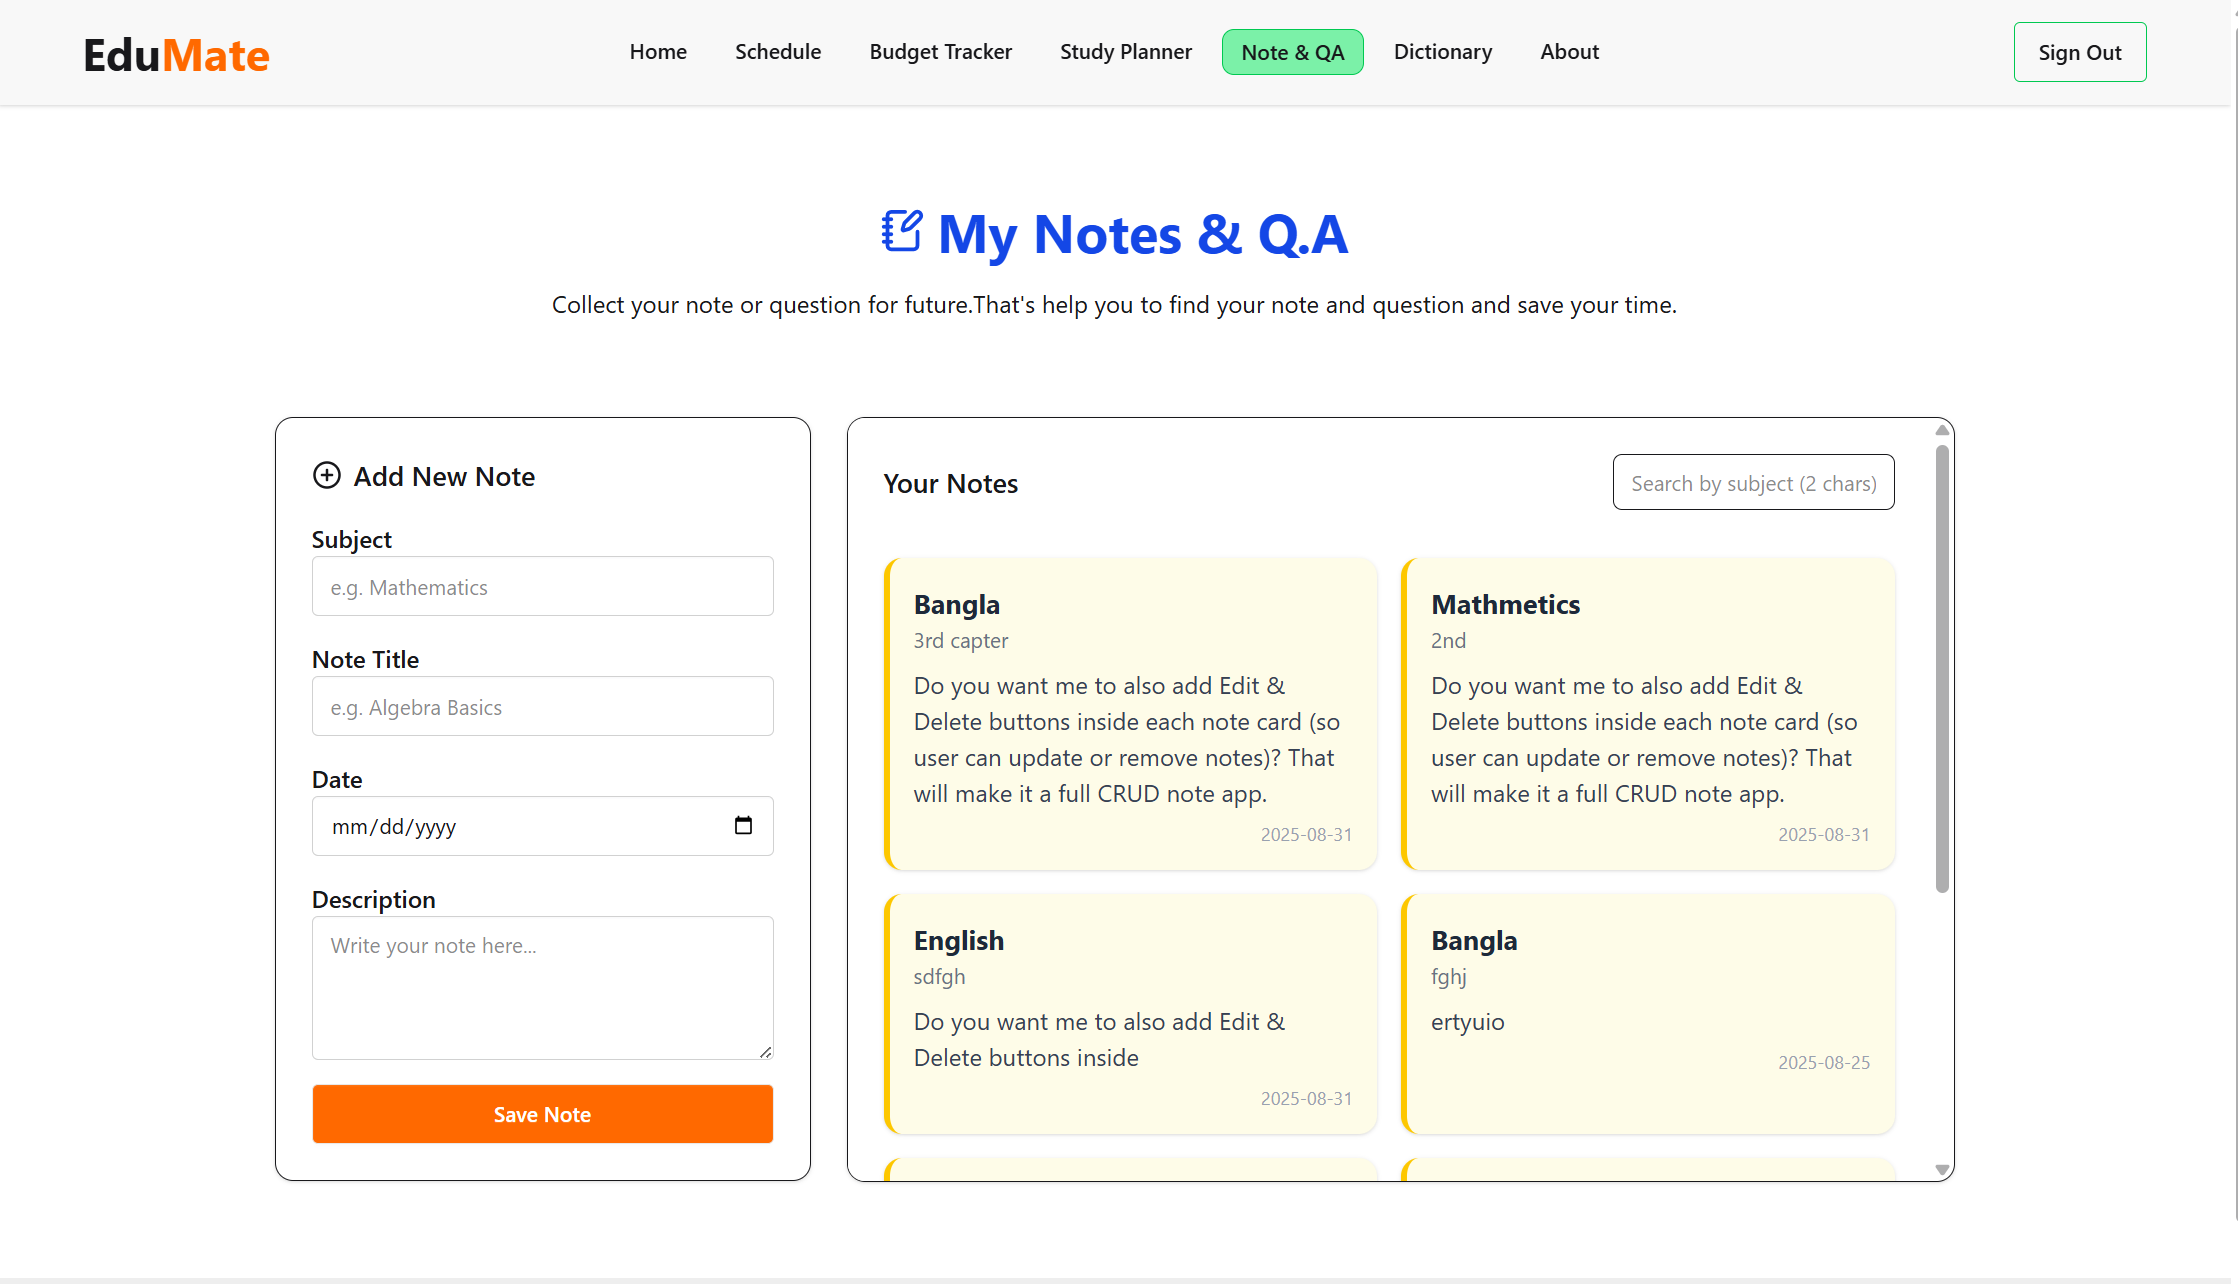 EduMate
Home
Schedule
Budget Tracker
Study Planner
Note & QA
Dictionary
About
Sign Out
My Notes & Q.A
Collect your note or question for future.That's help you to find your note and question and save your time.
Add New Note
Subject
e.g. Mathematics
Note Title
e.g. Algebra Basics
Date
mm/dd/yyyy
Description
Write your note here...
Save Note
Your Notes
Search by subject (2 chars)
Bangla
3rd capter
Do you want me to also add Edit &
Delete buttons inside each note card (so
user can update or remove notes)? That
will make it a full CRUD note app.
2025-08-31
Mathmetics
2nd
Do you want me to also add Edit &
Delete buttons inside each note card (so
user can update or remove notes)? That
will make it a full CRUD note app.
2025-08-31
English
sdfgh
Do you want me to also add Edit &
Delete buttons inside
2025-08-31
Bangla
fghj
ertyuio
2025-08-25